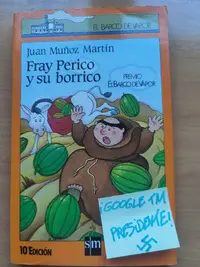 EL BARCO DE VAPOR
Juan Muñoz Martín
Fray Perico
y su borrico
PREMIO
EL BARCO DE VAPOR
¡GOOGLE TM
PRESIDENTE!
10ª EDICIÓN
sm